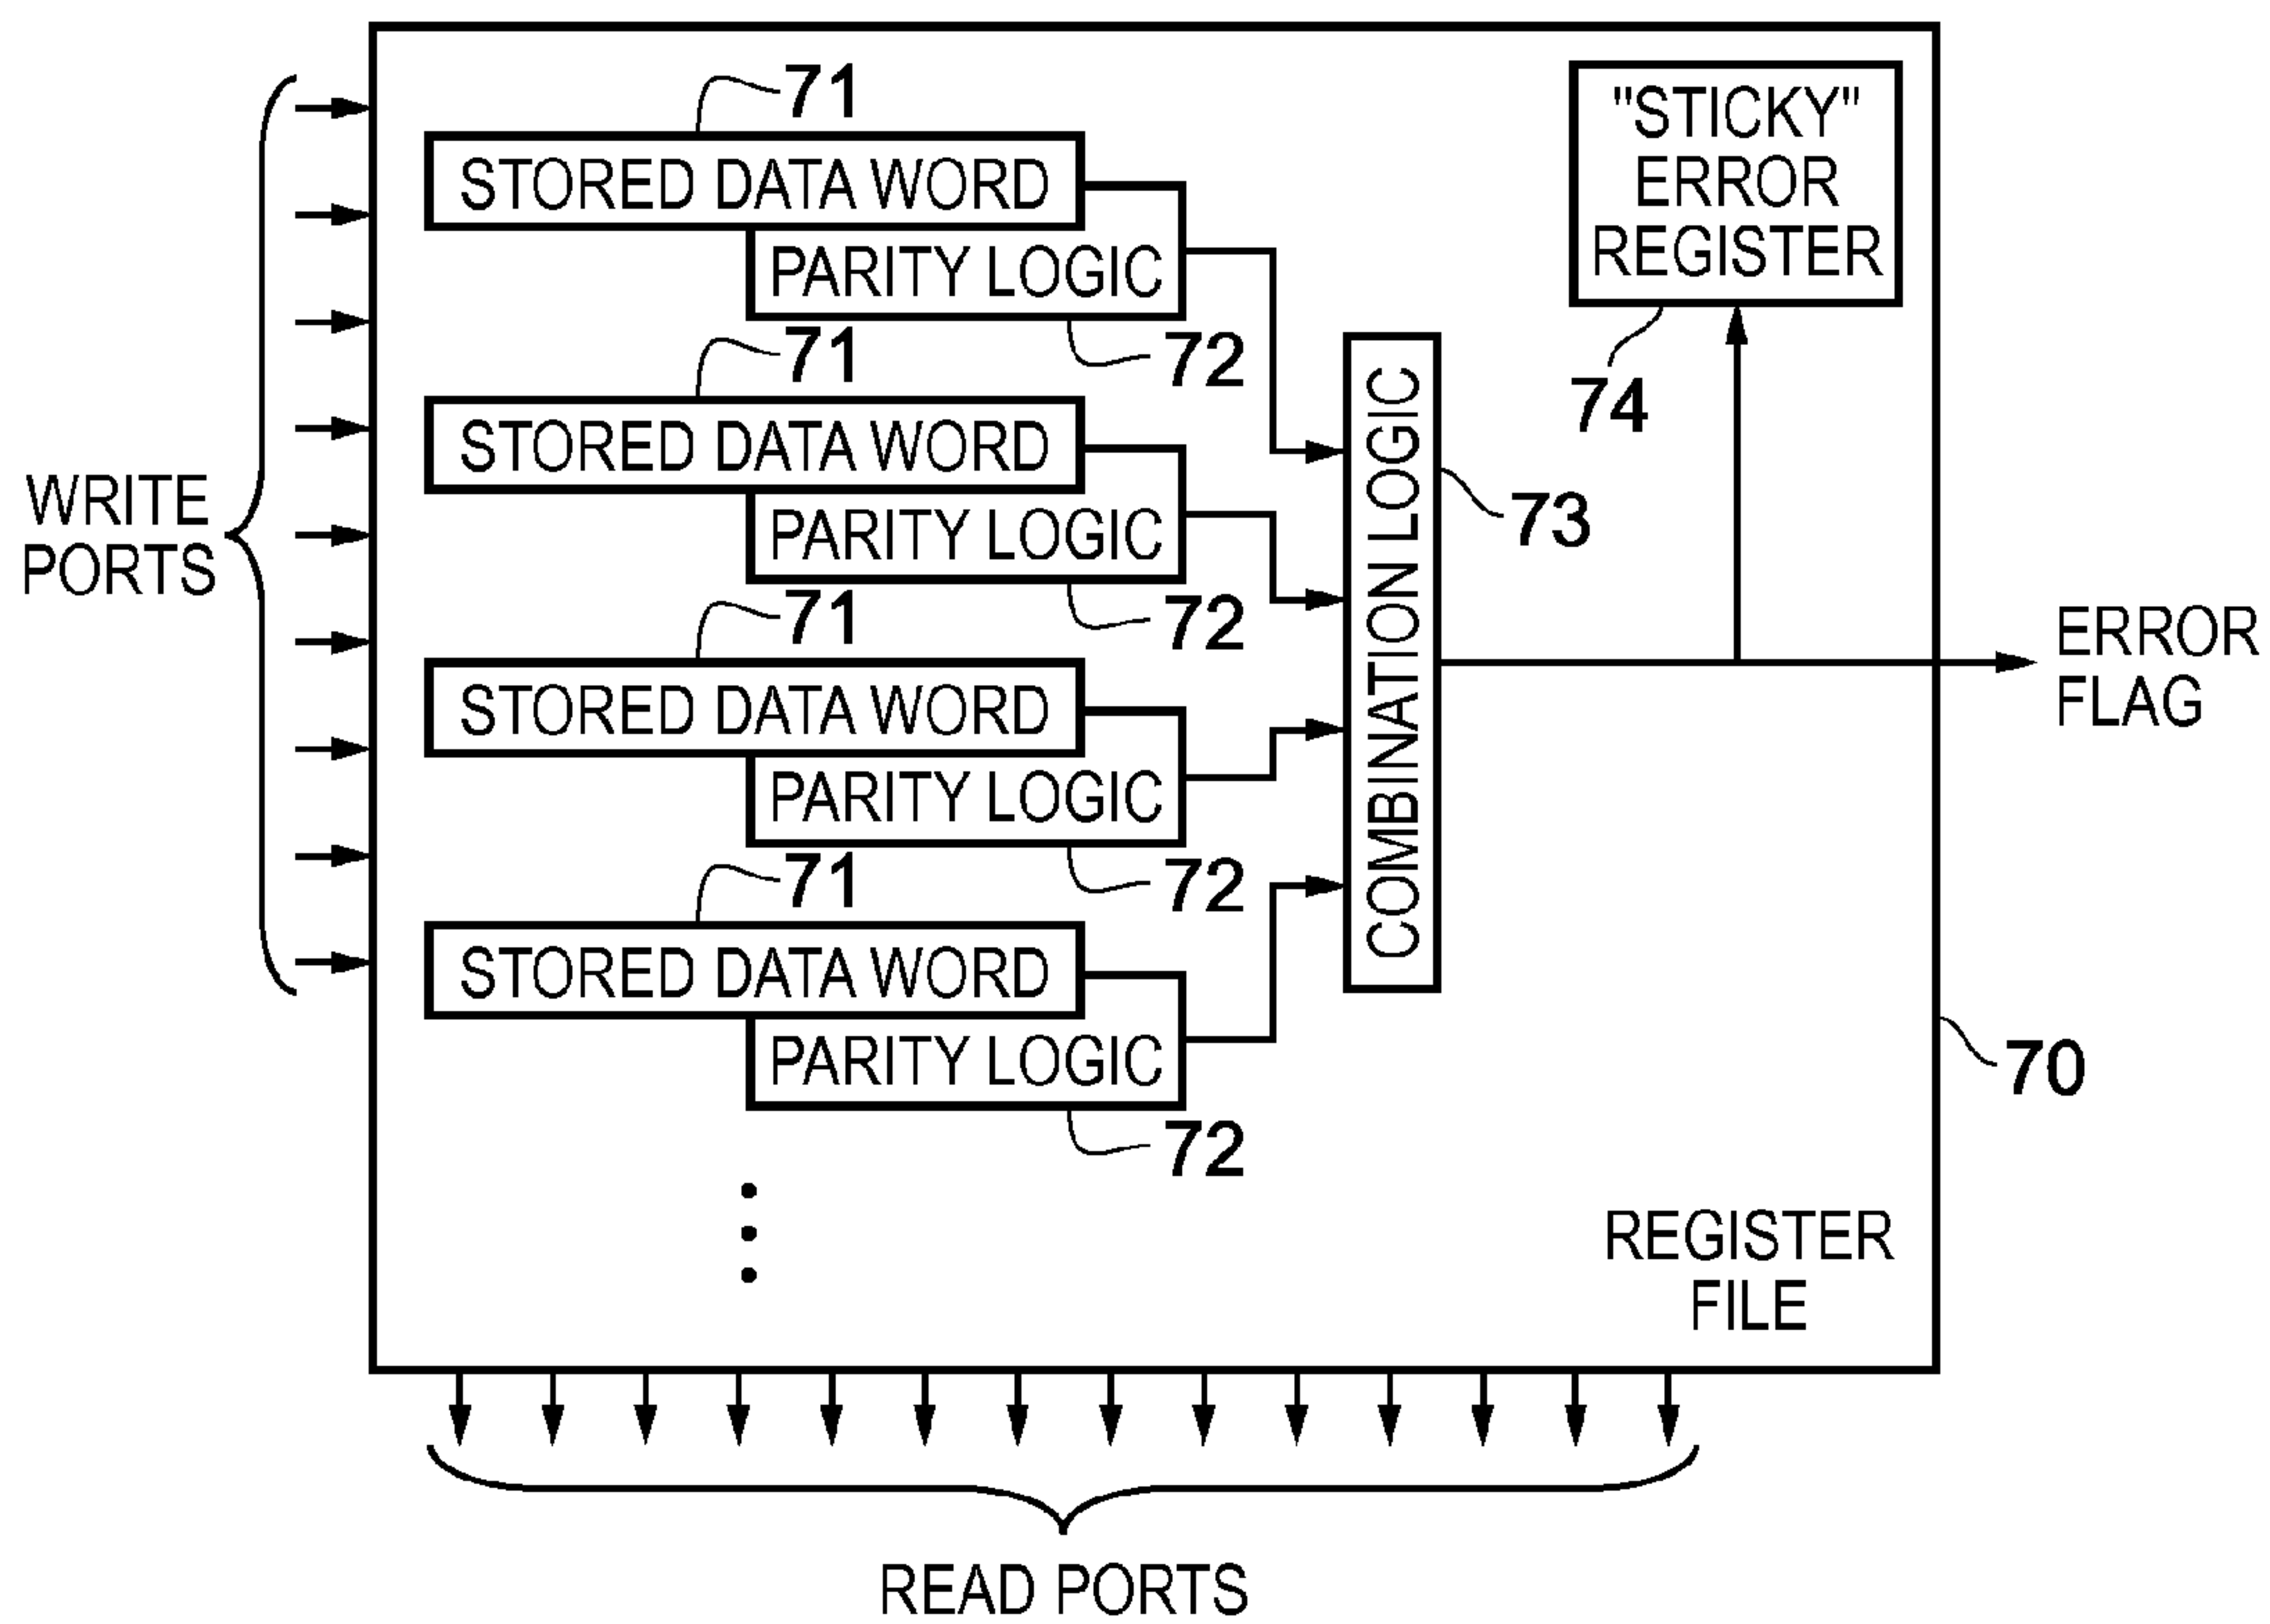 71
"STICKY"
ERROR
REGISTER
STORED DATA WORD
PARITY LOGIC
71
72
74
STORED DATA WORD
COMBINATION LOGIC
73
WRITE
PORTS
PARITY LOGIC
71
72
ERROR
FLAG
STORED DATA WORD
PARITY LOGIC
71
72
STORED DATA WORD
PARITY LOGIC
70
72
REGISTER
FILE
READ PORTS